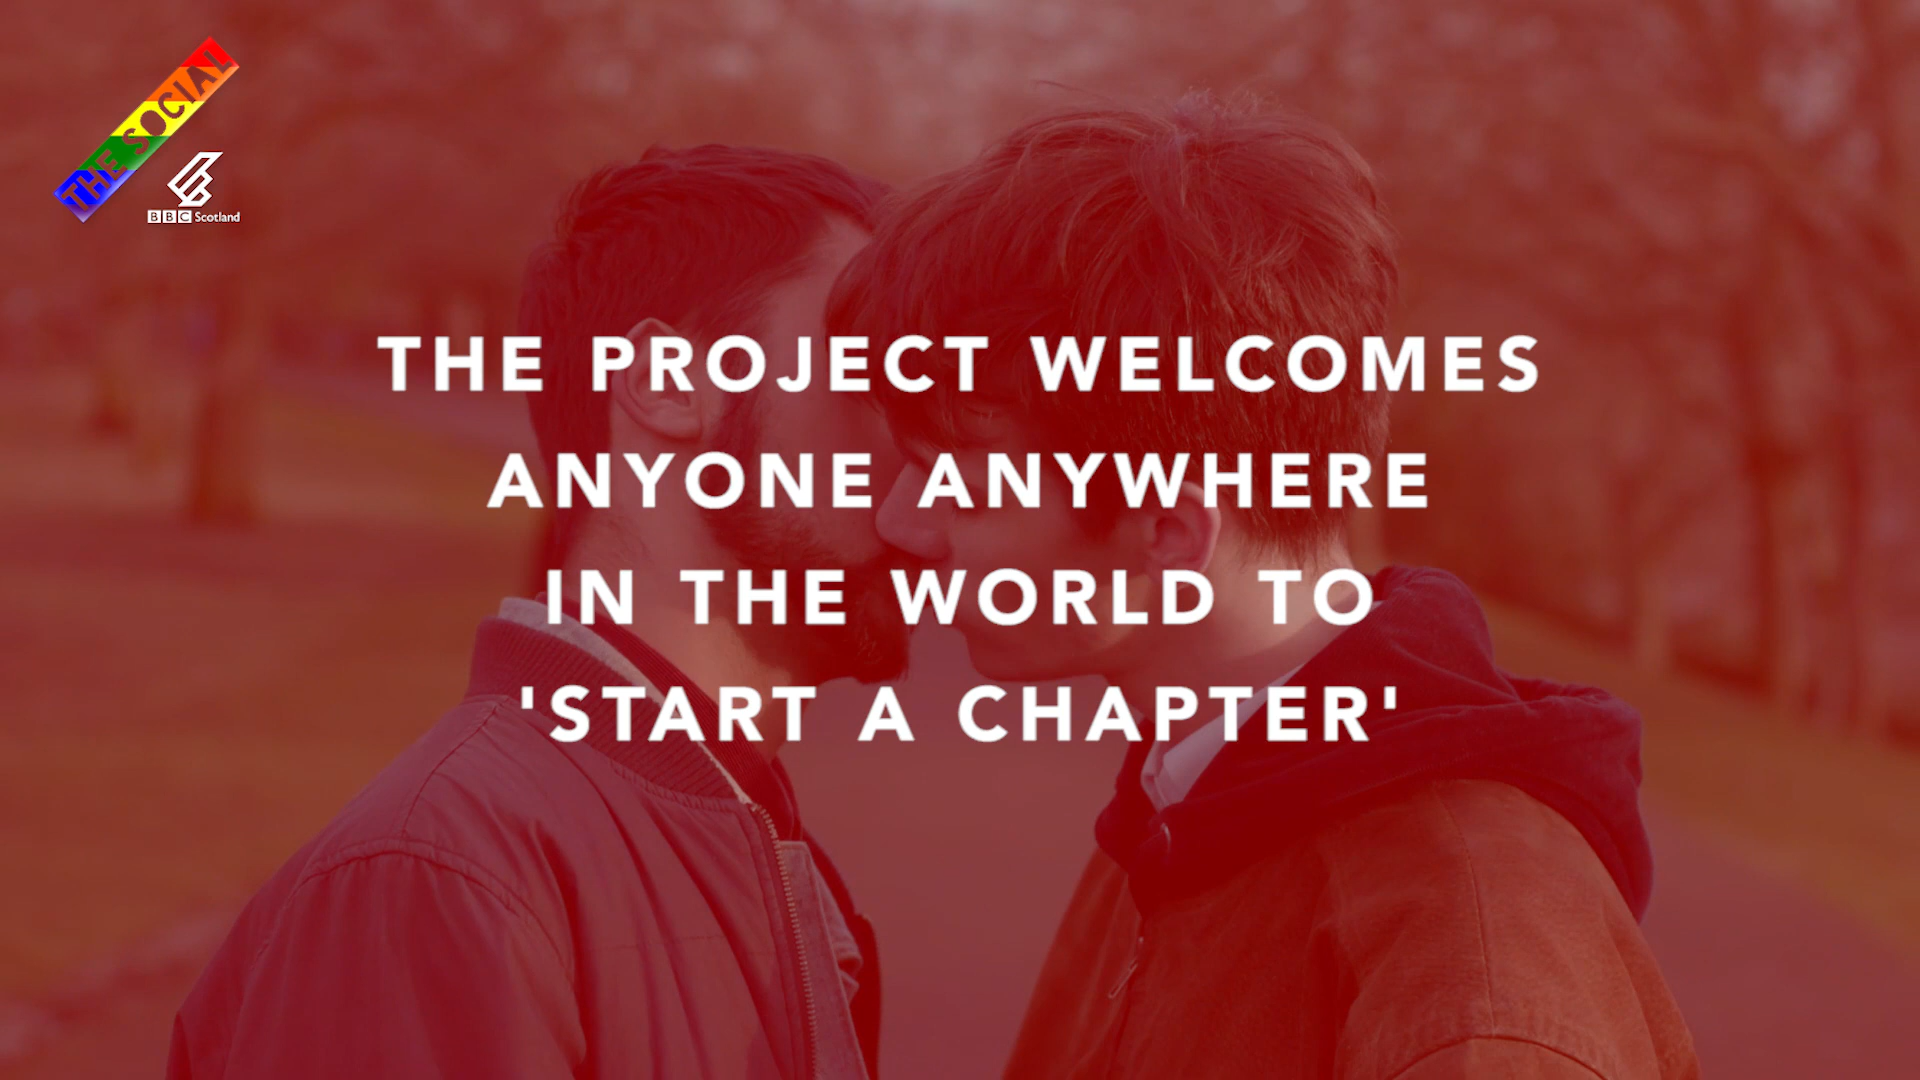 THE SOCIAL
BBC Scotland
THE PROJECT WELCOMES
ANYONE ANYWHERE
IN THE WORLD TO
'START A CHAPTER'